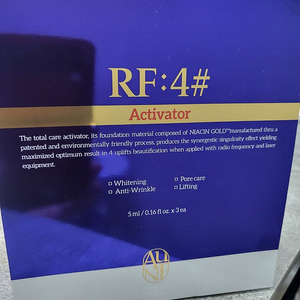 RF:4#
Activator
The total care activator, its foundation material composed of NIACIN GOLD™manufactured thru a
patented and environmentally friendly process, produces the synergetic singulraity effect yielding
maximized optimum result in 4 uplifts beautification when applied with radio frequency and laser
equipment.
□ Whitening □ Pore care
□ Anti-Wrinkle □ Lifting
5 ml / 0.16 fl oz. x 3 ea